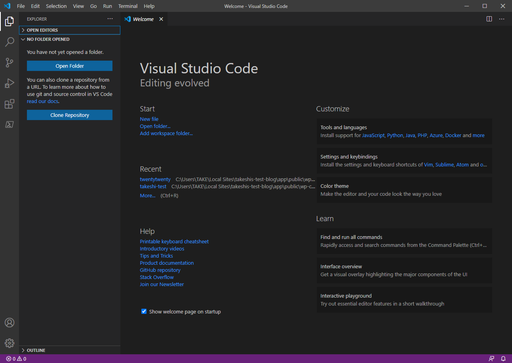 File Edit Selection View Go Run Terminal Help
Welcome - Visual Studio Code
EXPLORER
Welcome
OPEN EDITORS
NO FOLDER OPENED
You have not yet opened a folder.
Open Folder
You can also clone a repository from
a URL. To learn more about how to
use git and source control in VS Code
read our docs.
Clone Repository
OUTLINE
Visual Studio Code
Editing evolved
Start
New file
Open folder...
Add workspace folder...
Recent
twentytwenty C:\Users\TAKE\Local Sites\takeshis-test-blog\app\public\wp-c...
takeshi-test C:\Users\TAKE\Local Sites\takeshis-test-blog\app\public\wp-c...
More... (Ctrl+R)
Help
Printable keyboard cheatsheet
Introductory videos
Tips and Tricks
Product documentation
GitHub repository
Stack Overflow
Join our Newsletter
Show welcome page on startup
Customize
Tools and languages
Install support for JavaScript, Python, Java, PHP, Azure, Docker and more
Settings and keybindings
Install the settings and keyboard shortcuts of Vim, Sublime, Atom and o...
Color theme
Make the editor and your code look the way you love
Learn
Find and run all commands
Rapidly access and search commands from the Command Palette (Ctrl+...
Interface overview
Get a visual overlay highlighting the major components of the UI
Interactive playground
Try out essential editor features in a short walkthrough
0 0